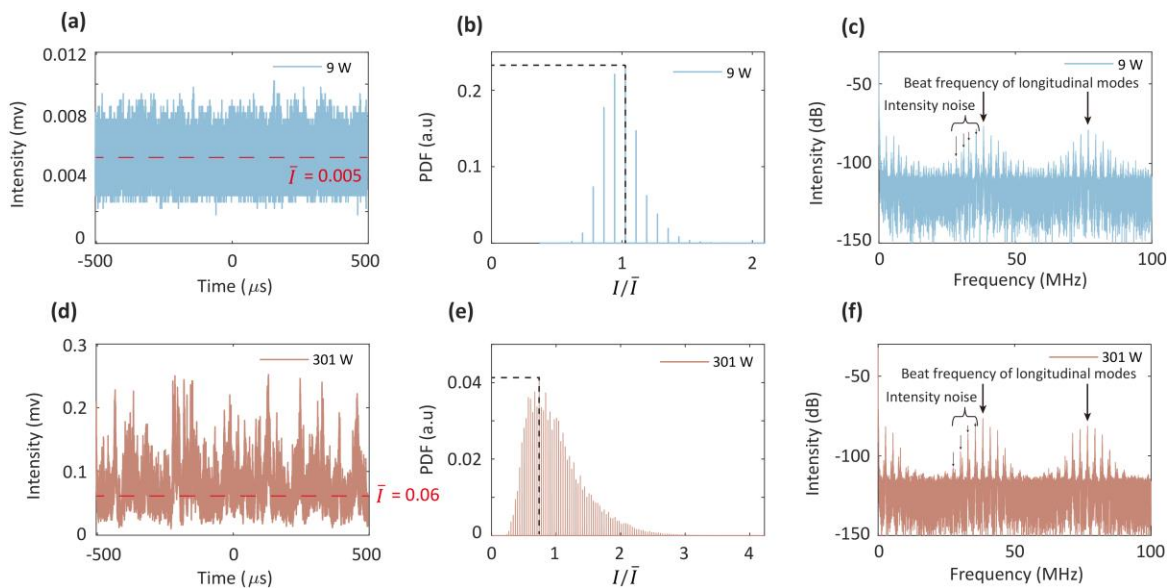 (a)
0.012
0.008
0.004
0
Intensity (mv)
9 W
Ī = 0.005
-500
0
500
Time (μs)
(b)
0.2
0.1
0
PDF (a.u)
9 W
0
1
2
I/Ī
(c)
-50
-100
-150
Intensity (dB)
9 W
Beat frequency of longitudinal modes
Intensity noise
0
50
100
Frequency (MHz)
(d)
0.3
0.2
0.1
0
Intensity (mv)
301 W
Ī = 0.06
-500
0
500
Time (μs)
(e)
0.04
0.02
0
PDF (a.u)
301 W
0
1
2
3
4
I/Ī
(f)
-50
-100
-150
Intensity (dB)
301 W
Beat frequency of longitudinal modes
Intensity noise
0
50
100
Frequency (MHz)